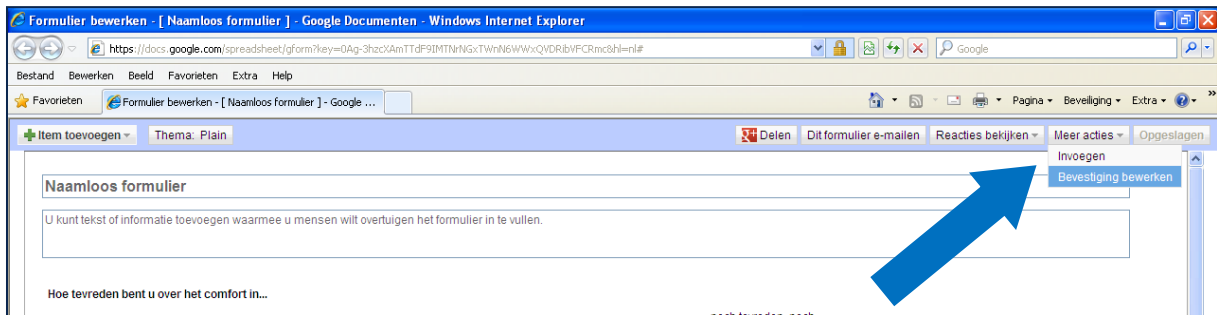 Formulier bewerken - [ Naamloos formulier ] - Google Documenten - Windows Internet Explorer
https://docs.google.com/spreadsheet/gform?key=0Ag-3hzcXAmTTdF9IMTNrNGxTWnN6WWxQVDRibVFCRmc&hl=nl#
Google
Bestand Bewerken Beeld Favorieten Extra Help
Favorieten Formulier bewerken - [ Naamloos formulier ] - Google ... Pagina Beveiliging Extra »
Item toevoegen Thema: Plain Delen Dit formulier e-mailen Reacties bekijken Meer acties Opgeslagen
Invoegen
Bevestiging bewerken
Naamloos formulier
U kunt tekst of informatie toevoegen waarmee u mensen wilt overtuigen het formulier in te vullen.
Hoe tevreden bent u over het comfort in...
noch tevreden, noch